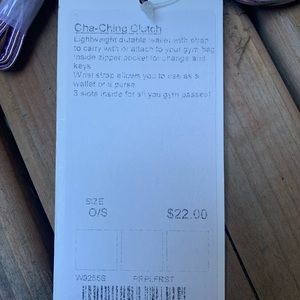 Cha-Ching Clutch
Lightweight durable wallet with strap
to carry with or attach to your gym bag
Inside zipper pocket for change and
keys
Wrist strap allows you to use as a
wallet or a purse
3 slots inside for all you gym passes!
SIZE
O/S $22.00
W3255S PRPLFRST